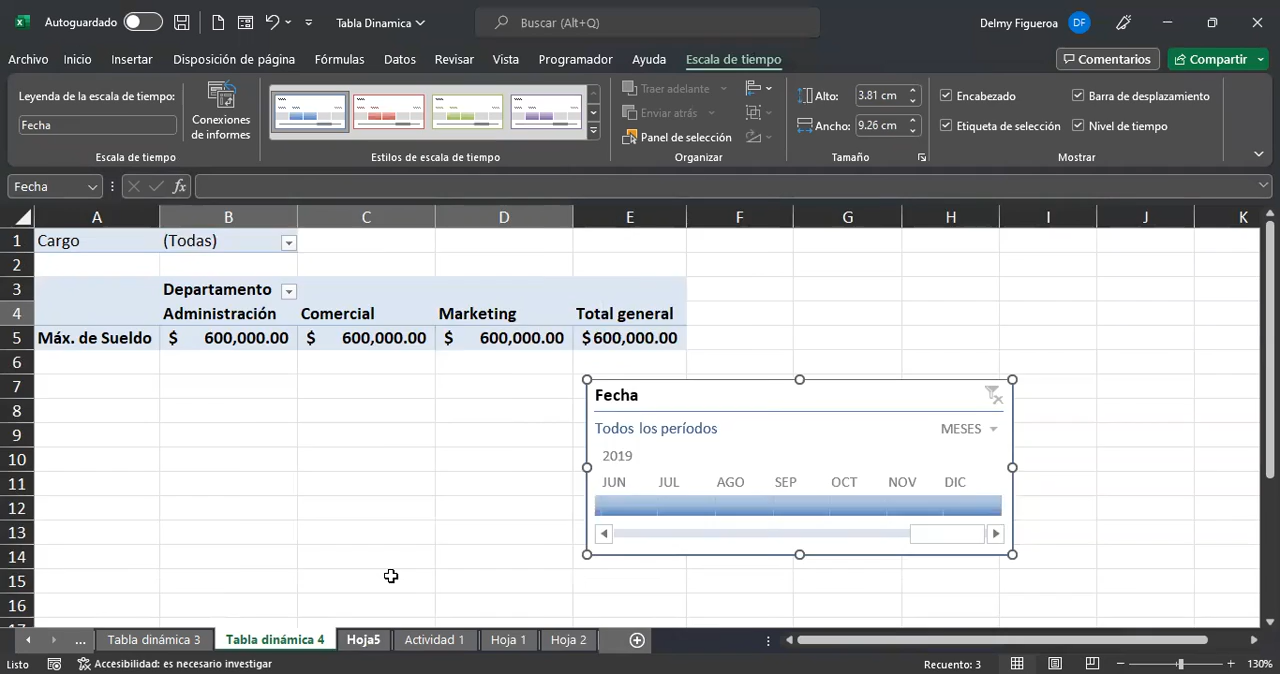 Autoguardado
Tabla Dinamica
Buscar (Alt+Q)
Delmy Figueroa
DF
Archivo Inicio Insertar Disposición de página Fórmulas Datos Revisar Vista Programador Ayuda Escala de tiempo
Comentarios
Compartir
Leyenda de la escala de tiempo:
Fecha
Conexiones
de informes
Escala de tiempo
Estilos de escala de tiempo
Traer adelante
Enviar atrás
Panel de selección
Organizar
Alto: 3.81 cm
Ancho: 9.26 cm
Tamaño
Encabezado
Barra de desplazamiento
Etiqueta de selección
Nivel de tiempo
Mostrar
Fecha
fx
A B C D E F G H I J K
1 Cargo (Todas)
2
3 Departamento
4 Administración Comercial Marketing Total general
5 Máx. de Sueldo $ 600,000.00 $ 600,000.00 $ 600,000.00 $ 600,000.00
6
7
8
9
10
11
12
13
14
15
16
Fecha
Todos los períodos
MESES
2019
JUN JUL AGO SEP OCT NOV DIC
... Tabla dinámica 3 Tabla dinámica 4 Hoja5 Actividad 1 Hoja 1 Hoja 2
Listo
Accesibilidad: es necesario investigar
Recuento: 3
130%